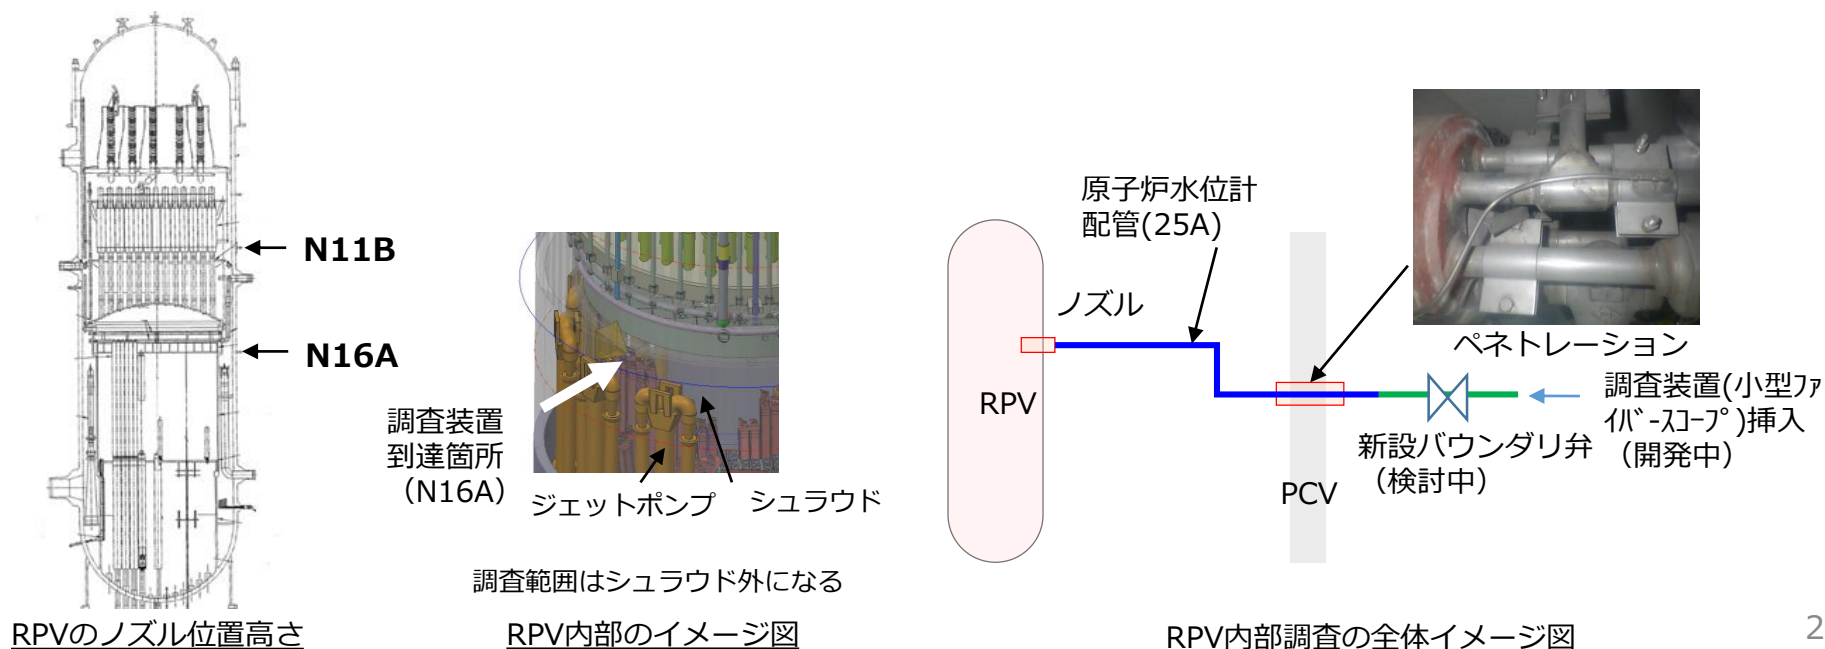 N11B
N16A
RPVのノズル位置高さ
調査装置
到達箇所
（N16A）
ジェットポンプ
シュラウド
調査範囲はシュラウド外になる
RPV内部のイメージ図
原子炉水位計
配管(25A)
ノズル
RPV
PCV
ペネトレーション
新設バウンダリ弁
（検討中）
調査装置(小型ﾌｧ
ｲﾊﾞｰｽｺｰﾌﾟ)挿入
（開発中）
RPV内部調査の全体イメージ図
2